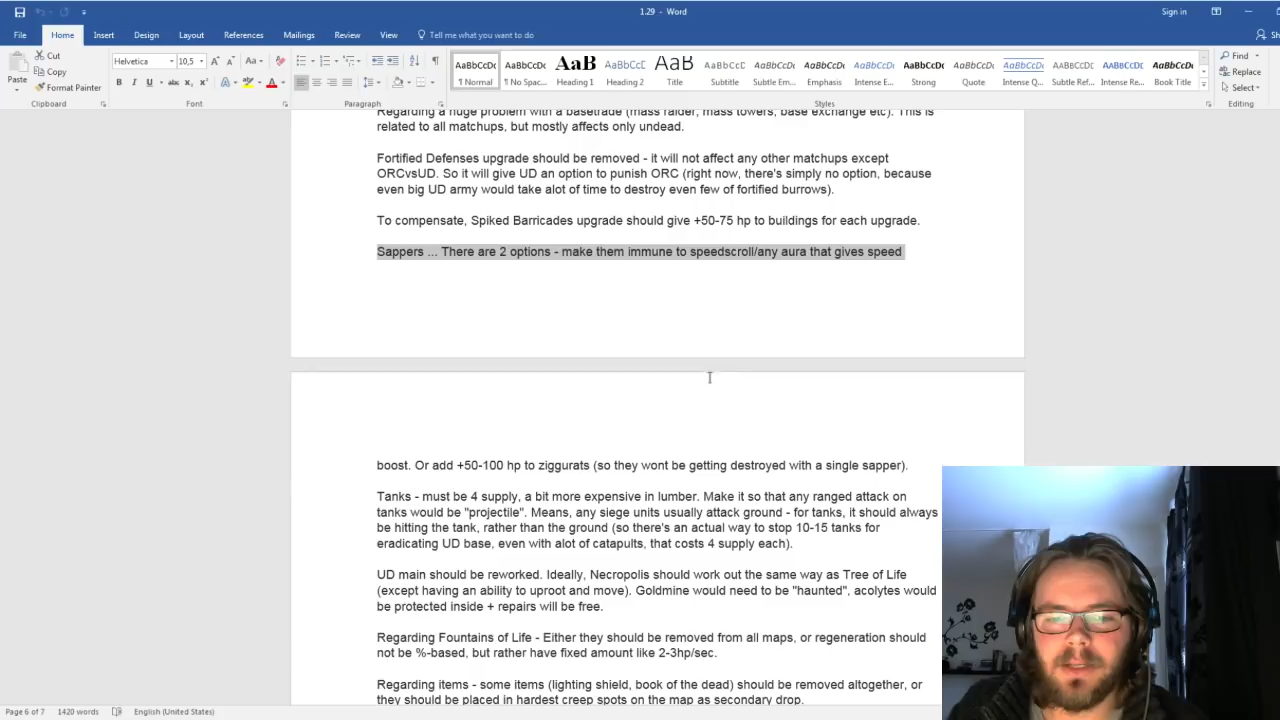 1.29 - Word
Sign in
File
Home
Insert
Design
Layout
References
Mailings
Review
View
Tell me what you want to do
Sh
Paste
Cut
Copy
Format Painter
Clipboard
Helvetica
10,5
Font
Paragraph
AaBbCcDc
¶ Normal
AaBbCcDc
¶ No Spac...
AaBbC
Heading 1
AaBbCcC
Heading 2
AaB
Title
AaBbCcC
Subtitle
AaBbCcDc
Subtle Em...
AaBbCcDc
Emphasis
AaBbCcDc
Intense E...
AaBbCcDc
Strong
AaBbCcDc
Quote
AaBbCcDc
Intense Q...
AaBbCcDc
Subtle Ref...
AaBbCcDc
Intense Re...
AaBbCcDc
Book Title
Styles
Find
Replace
Select
Editing
Regarding a huge problem with a basetrade (mass raider, mass towers, base exchange etc). This is
related to all matchups, but mostly affects only undead.
Fortified Defenses upgrade should be removed - it will not affect any other matchups except
ORCvsUD. So it will give UD an option to punish ORC (right now, there's simply no option, because
even big UD army would take alot of time to destroy even few of fortified burrows).
To compensate, Spiked Barricades upgrade should give +50-75 hp to buildings for each upgrade.
Sappers ... There are 2 options - make them immune to speedscroll/any aura that gives speed
boost. Or add +50-100 hp to ziggurats (so they wont be getting destroyed with a single sapper).
Tanks - must be 4 supply, a bit more expensive in lumber. Make it so that any ranged attack on
tanks would be "projectile". Means, any siege units usually attack ground - for tanks, it should always
be hitting the tank, rather than the ground (so there's an actual way to stop 10-15 tanks for
eradicating UD base, even with alot of catapults, that costs 4 supply each).
UD main should be reworked. Ideally, Necropolis should work out the same way as Tree of Life
(except having an ability to uproot and move). Goldmine would need to be "haunted", acolytes would
be protected inside + repairs will be free.
Regarding Fountains of Life - Either they should be removed from all maps, or regeneration should
not be %-based, but rather have fixed amount like 2-3hp/sec.
Regarding items - some items (lighting shield, book of the dead) should be removed altogether, or
they should be placed in hardest creep spots on the map as secondary drop.
Page 6 of 7
1420 words
English (United States)